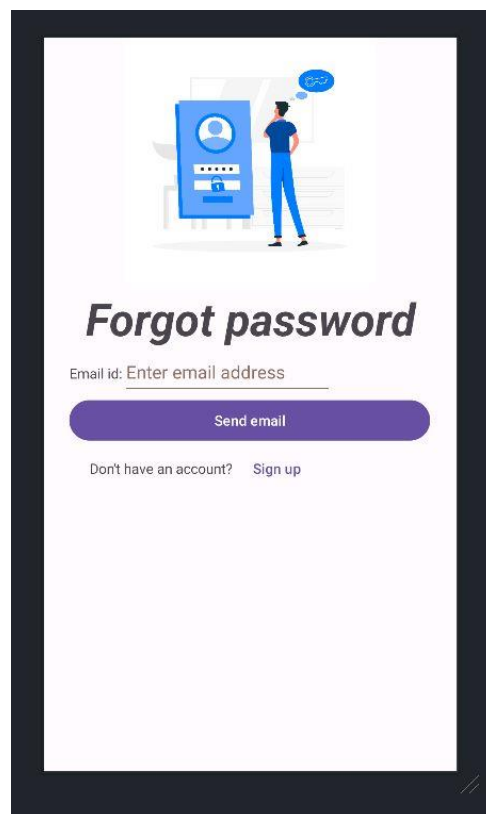 Forgot password
Email id: Enter email address
Send email
Don't have an account? Sign up